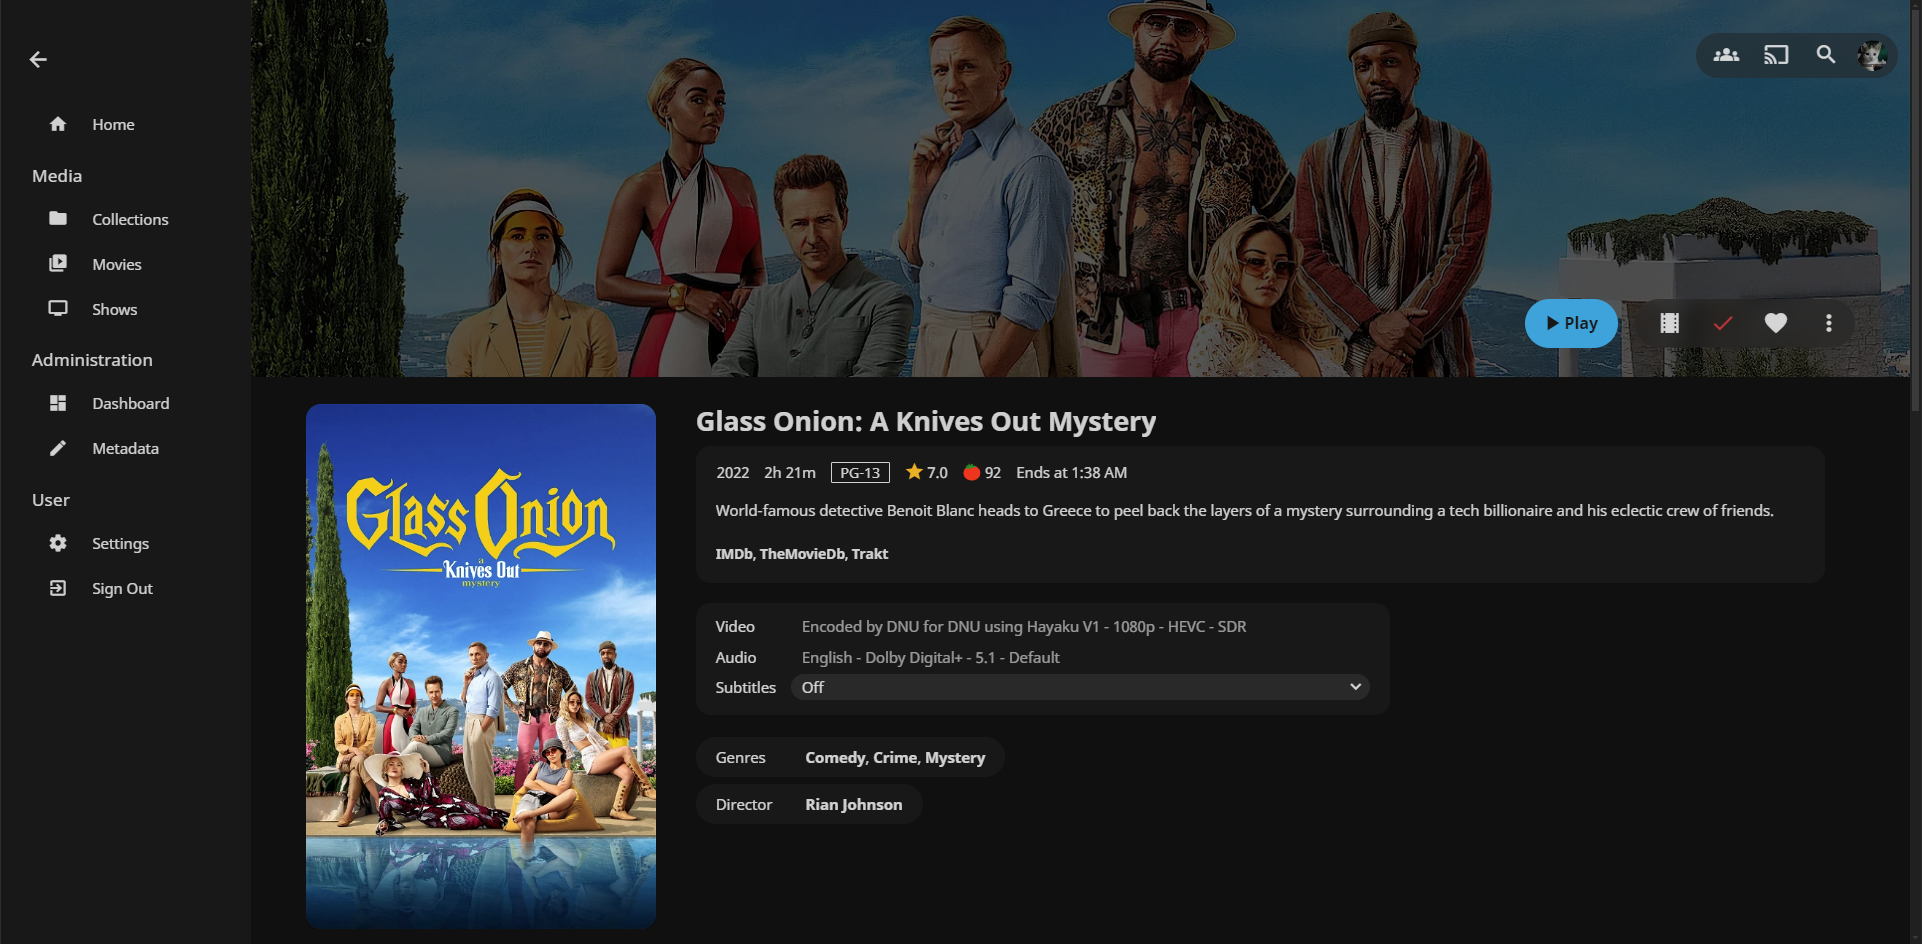 Home
Media
Collections
Movies
Shows
Administration
Dashboard
Metadata
User
Settings
Sign Out
Play
Glass Onion
a
Knives Out
mystery
Glass Onion: A Knives Out Mystery
2022 2h 21m PG-13 7.0 92 Ends at 1:38 AM
World-famous detective Benoit Blanc heads to Greece to peel back the layers of a mystery surrounding a tech billionaire and his eclectic crew of friends.
IMDb, TheMovieDb, Trakt
Video Encoded by DNU for DNU using Hayaku V1 - 1080p - HEVC - SDR
Audio English - Dolby Digital+ - 5.1 - Default
Subtitles Off
Genres Comedy, Crime, Mystery
Director Rian Johnson